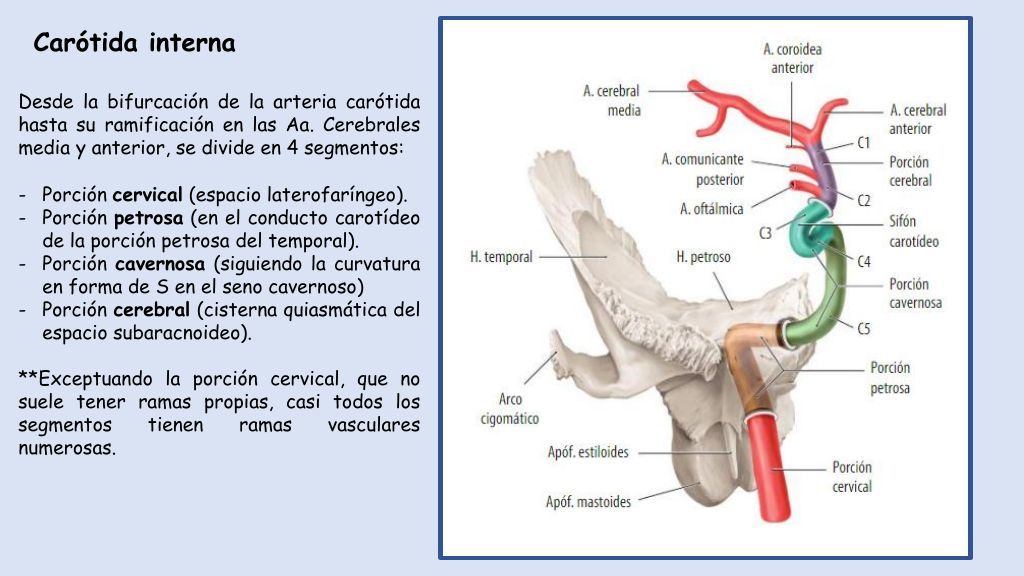 Carótida interna
Desde la bifurcación de la arteria carótida
hasta su ramificación en las Aa. Cerebrales
media y anterior, se divide en 4 segmentos:
- Porción cervical (espacio laterofaríngeo).
- Porción petrosa (en el conducto carotídeo
de la porción petrosa del temporal).
- Porción cavernosa (siguiendo la curvatura
en forma de S en el seno cavernoso)
- Porción cerebral (cisterna quiasmática del
espacio subaracnoideo).
**Exceptuando la porción cervical, que no
suele tener ramas propias, casi todos los
segmentos tienen ramas vasculares
numerosas.
A. coroidea
anterior
A. cerebral
media
A. cerebral
anterior
C1
A. comunicante
posterior
Porción
cerebral
C2
A. oftálmica
C3
Sifón
carotídeo
H. temporal
H. petroso
C4
Porción
cavernosa
C5
Porción
petrosa
Arco
cigomático
Apóf. estiloides
Porción
cervical
Apóf. mastoides